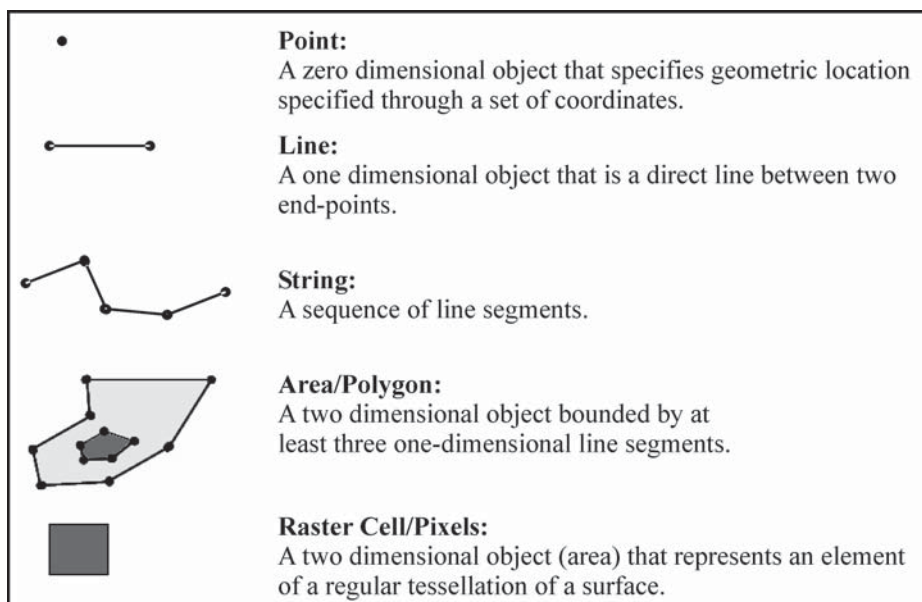 Point:
A zero dimensional object that specifies geometric location
specified through a set of coordinates.
Line:
A one dimensional object that is a direct line between two
end-points.
String:
A sequence of line segments.
Area/Polygon:
A two dimensional object bounded by at
least three one-dimensional line segments.
Raster Cell/Pixels:
A two dimensional object (area) that represents an element
of a regular tessellation of a surface.